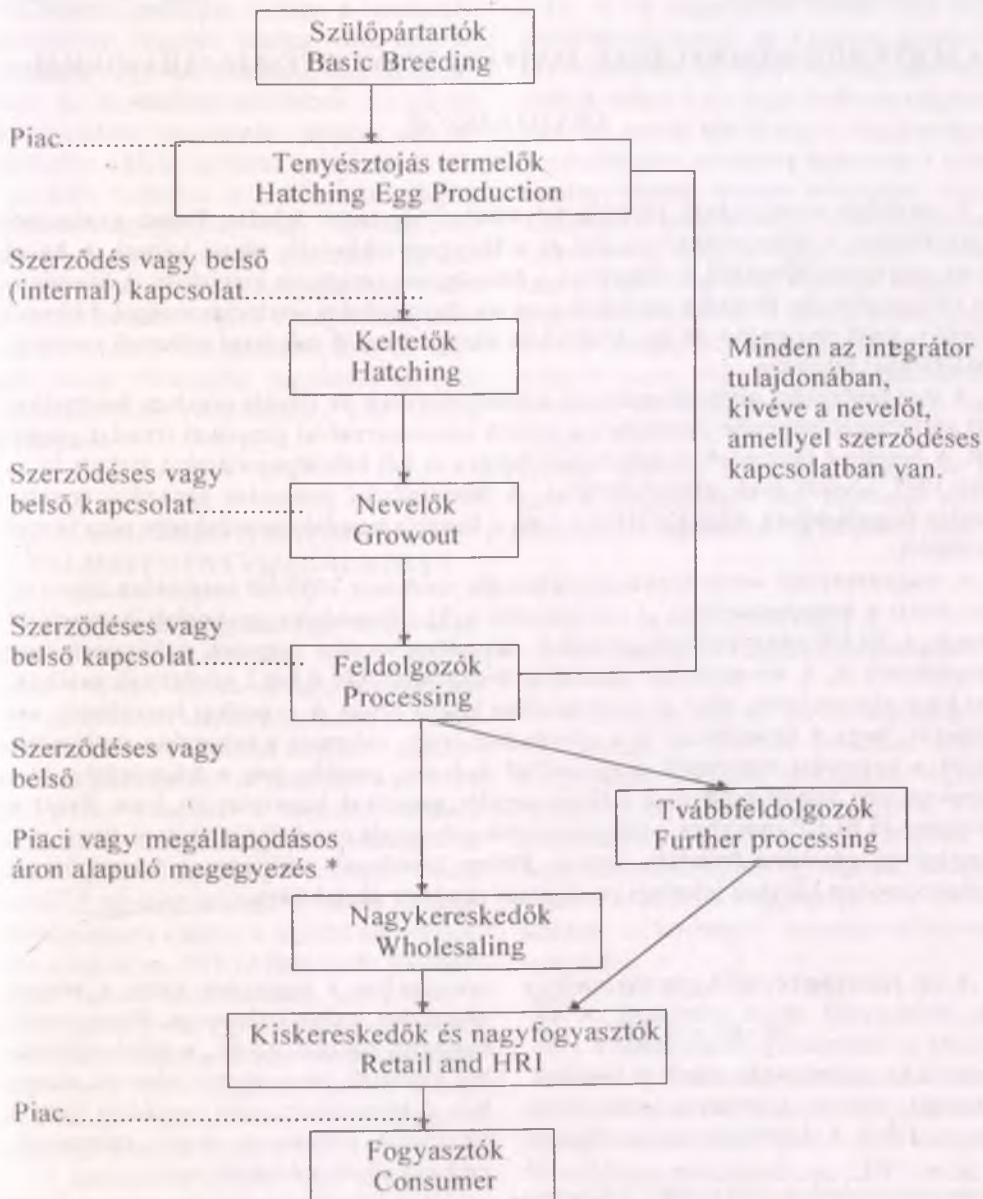 Szülőpártartók
Basic Breeding
Piac
Tenyésztojás termelők
Hatching Egg Production
Szerződés vagy belső
(internal) kapcsolat
Keltetők
Hatching
Minden az intrgrátor
tulajdonában,
kivéve a nevelőt,
amellyel szerződéses
kapcsolatban van.
Szerződéses vagy
belső kapcsolat
Nevelők
Growout
Szerződéses vagy
belső kapcsolat
Feldolgozók
Processing
Szerződéses vagy
belső
Tvábbfeldolgozók
Further processing
Piaci vagy megállapodásos
áron alapuló megegyezés *
Nagykereskedők
Wholesaling
Kiskereskedők és nagyfogyasztók
Retail and HRI
Piac
Fogyasztók
Consumer